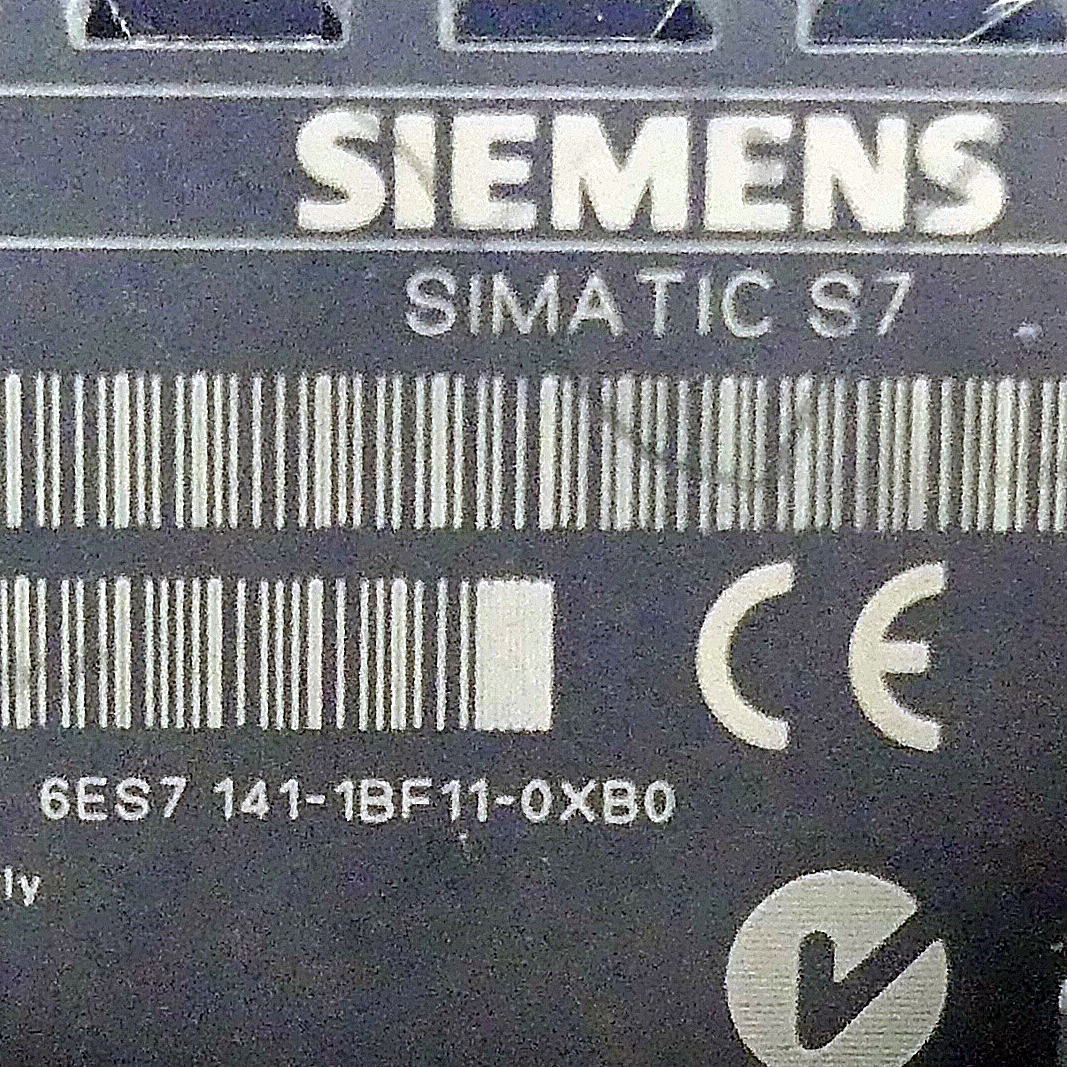 SIEMENS
SIMATIC S7
CE
6ES7 141-1BF11-0XB0
ly